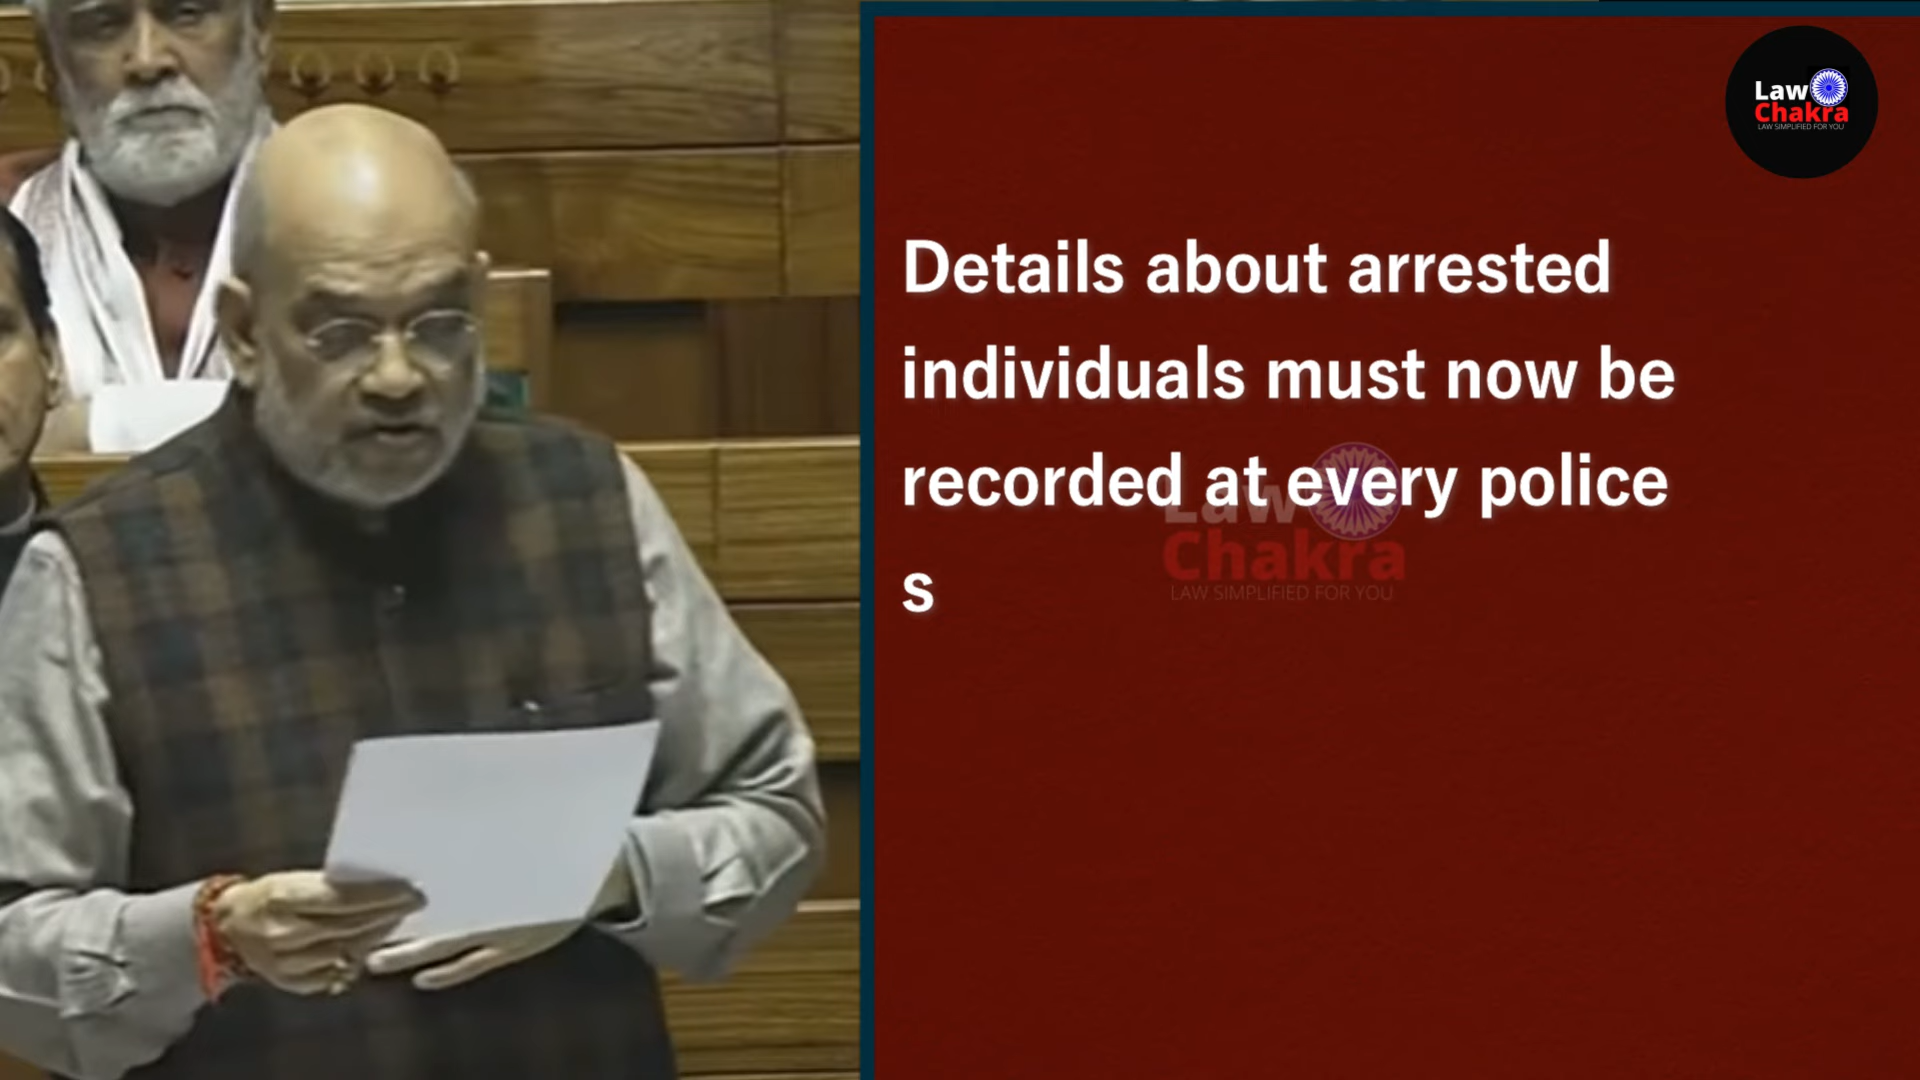 Law
Chakra
LAW SIMPLIFIED FOR YOU
Details about arrested
individuals must now be
recorded at every police
s
Law
Chakra
LAW SIMPLIFIED FOR YOU